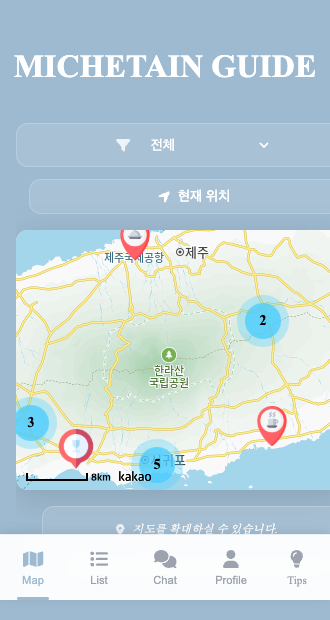 MICHETAIN GUIDE
전체
현재 위치
제주국제공항
제주
2
한라산
국립공원
3
서귀포
5
8km kakao
지도를 확대하실 수 있습니다.
Map
List
Chat
Profile
Tips